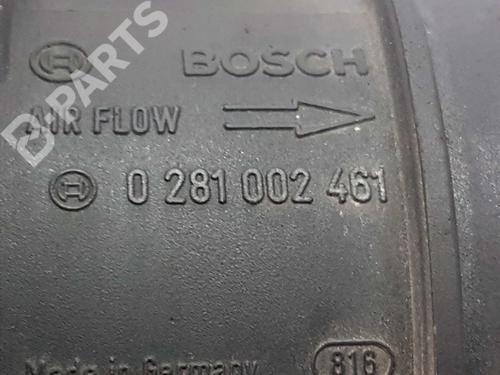 BOSCH
B-PARTS
AIR FLOW
0 281 002 461
Made in Germany
816